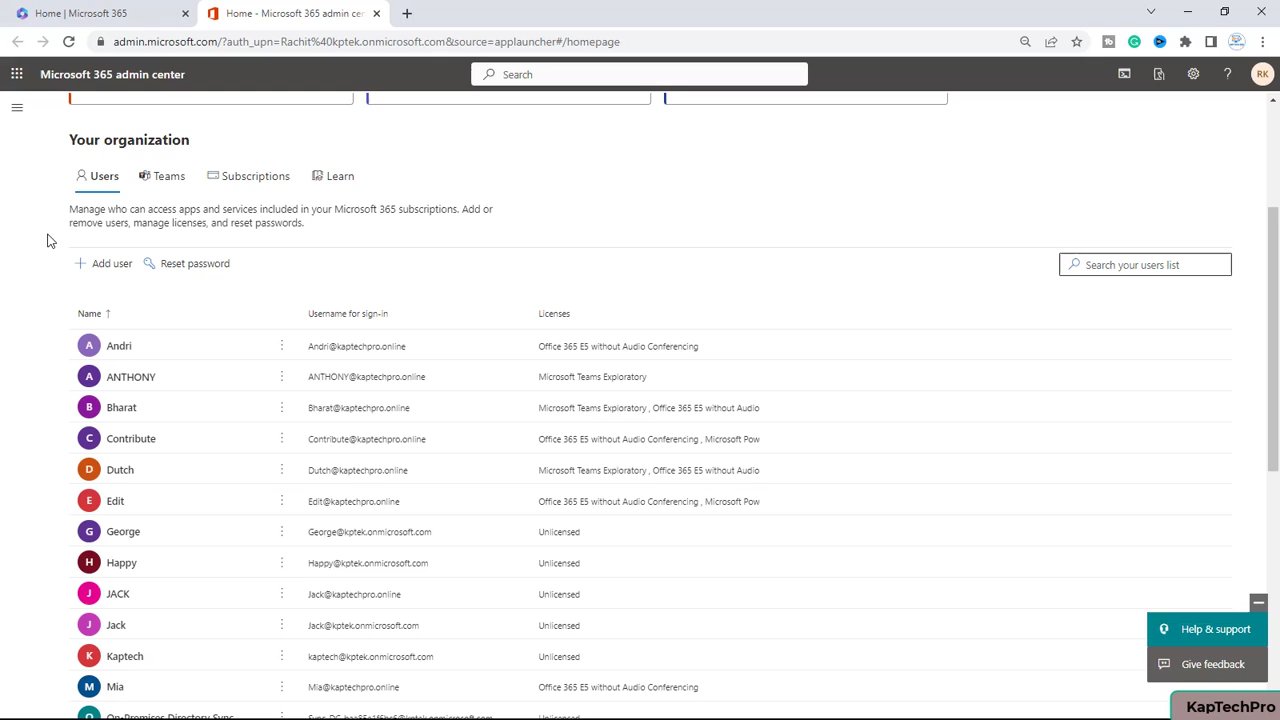 Home | Microsoft 365
Home - Microsoft 365 admin cen
admin.microsoft.com/?auth_upn=Rachit%40kptek.onmicrosoft.com&source=applauncher#/homepage
Microsoft 365 admin center
Search
RK
Your organization
Users
Teams
Subscriptions
Learn
Manage who can access apps and services included in your Microsoft 365 subscriptions. Add or
remove users, manage licenses, and reset passwords.
Add user
Reset password
Search your users list
Name ↑ Username for sign-in Licenses
A Andri Andri@kaptechpro.online Office 365 E5 without Audio Conferencing
A ANTHONY ANTHONY@kaptechpro.online Microsoft Teams Exploratory
B Bharat Bharat@kaptechpro.online Microsoft Teams Exploratory , Office 365 E5 without Audio
C Contribute Contribute@kaptechpro.online Office 365 E5 without Audio Conferencing , Microsoft Pow
D Dutch Dutch@kaptechpro.online Microsoft Teams Exploratory , Office 365 E5 without Audio
E Edit Edit@kaptechpro.online Office 365 E5 without Audio Conferencing , Microsoft Pow
G George George@kptek.onmicrosoft.com Unlicensed
H Happy Happy@kptek.onmicrosoft.com Unlicensed
J JACK Jack@kaptechpro.online Unlicensed
J Jack Jack@kptek.onmicrosoft.com Unlicensed
K Kaptech kaptech@kptek.onmicrosoft.com Unlicensed
M Mia Mia@kaptechpro.online Office 365 E5 without Audio Conferencing
On-Premises Directory Sync
Help & support
Give feedback
KapTechPro